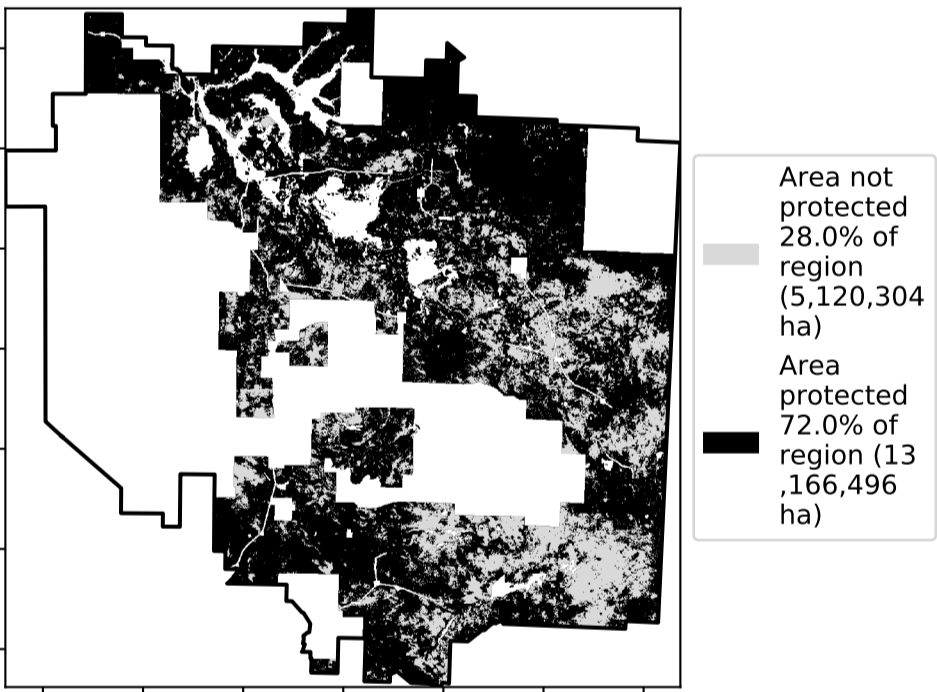 Area not
protected
28.0% of
region
(5,120,304
ha)
Area
protected
72.0% of
region (13
,166,496
ha)